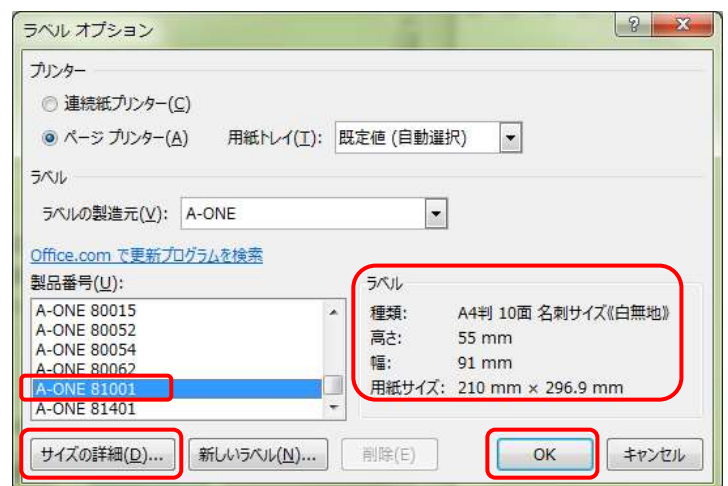 ラベル オプション
プリンター
連続紙プリンター(C)
ページ プリンター(A) 用紙トレイ(T): 既定値 (自動選択)
ラベル
ラベルの製造元(V): A-ONE
Office.com で更新プログラムを検索
製品番号(U):
A-ONE 80015
A-ONE 80052
A-ONE 80054
A-ONE 80062
A-ONE 81001
A-ONE 81401
ラベル
種類: A4判 10面 名刺サイズ《白無地》
高さ: 55 mm
幅: 91 mm
用紙サイズ: 210 mm × 296.9 mm
サイズの詳細(D)... 新しいラベル(N)... 削除(E) OK キャンセル